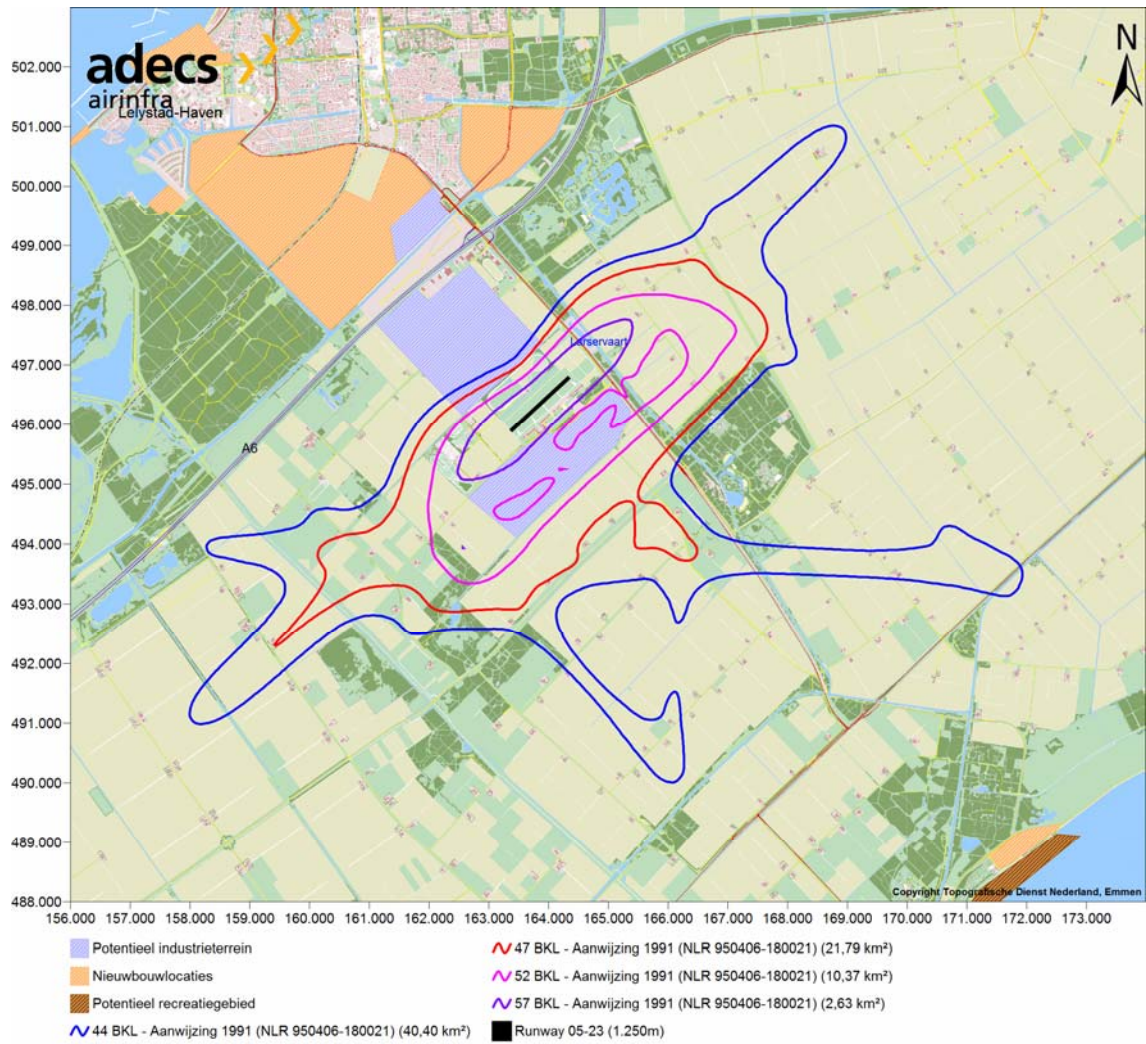 adecs
airinfra
Lelystad-Haven
N
Larservaart
A6
Copyright Topografische Dienst Nederland, Emmen
502.000
501.000
500.000
499.000
498.000
497.000
496.000
495.000
494.000
493.000
492.000
491.000
490.000
489.000
488.000
156.000 157.000 158.000 159.000 160.000 161.000 162.000 163.000 164.000 165.000 166.000 167.000 168.000 169.000 170.000 171.000 172.000 173.000
Potentieel industrieterrein
Nieuwbouwlocaties
Potentieel recreatiegebied
44 BKL - Aanwijzing 1991 (NLR 950406-180021) (40,40 km²)
47 BKL - Aanwijzing 1991 (NLR 950406-180021) (21,79 km²)
52 BKL - Aanwijzing 1991 (NLR 950406-180021) (10,37 km²)
57 BKL - Aanwijzing 1991 (NLR 950406-180021) (2,63 km²)
Runway 05-23 (1.250m)